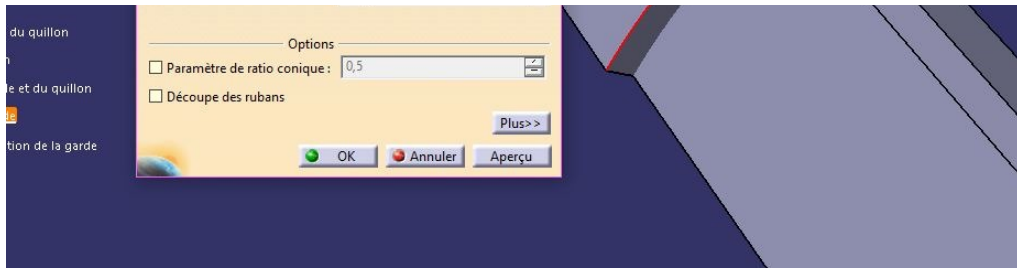 du quillon
Options
Paramètre de ratio conique : 0,5
le et du quillon
Découpe des rubans
Plus>>
tion de la garde
OK Annuler Aperçu